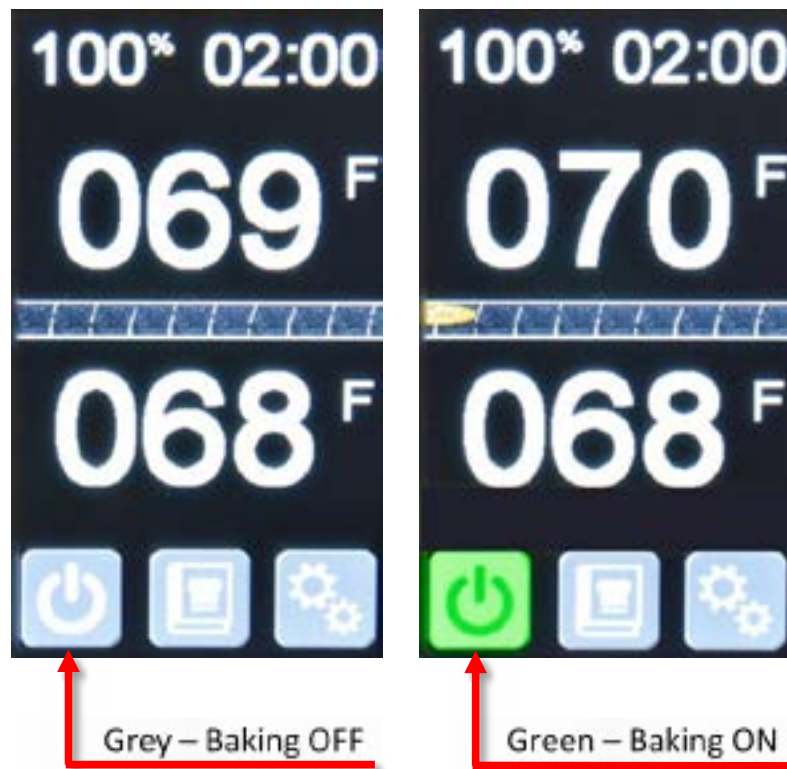 100% 02:00
069 F
068 F
Grey – Baking OFF
100% 02:00
070 F
068 F
Green – Baking ON